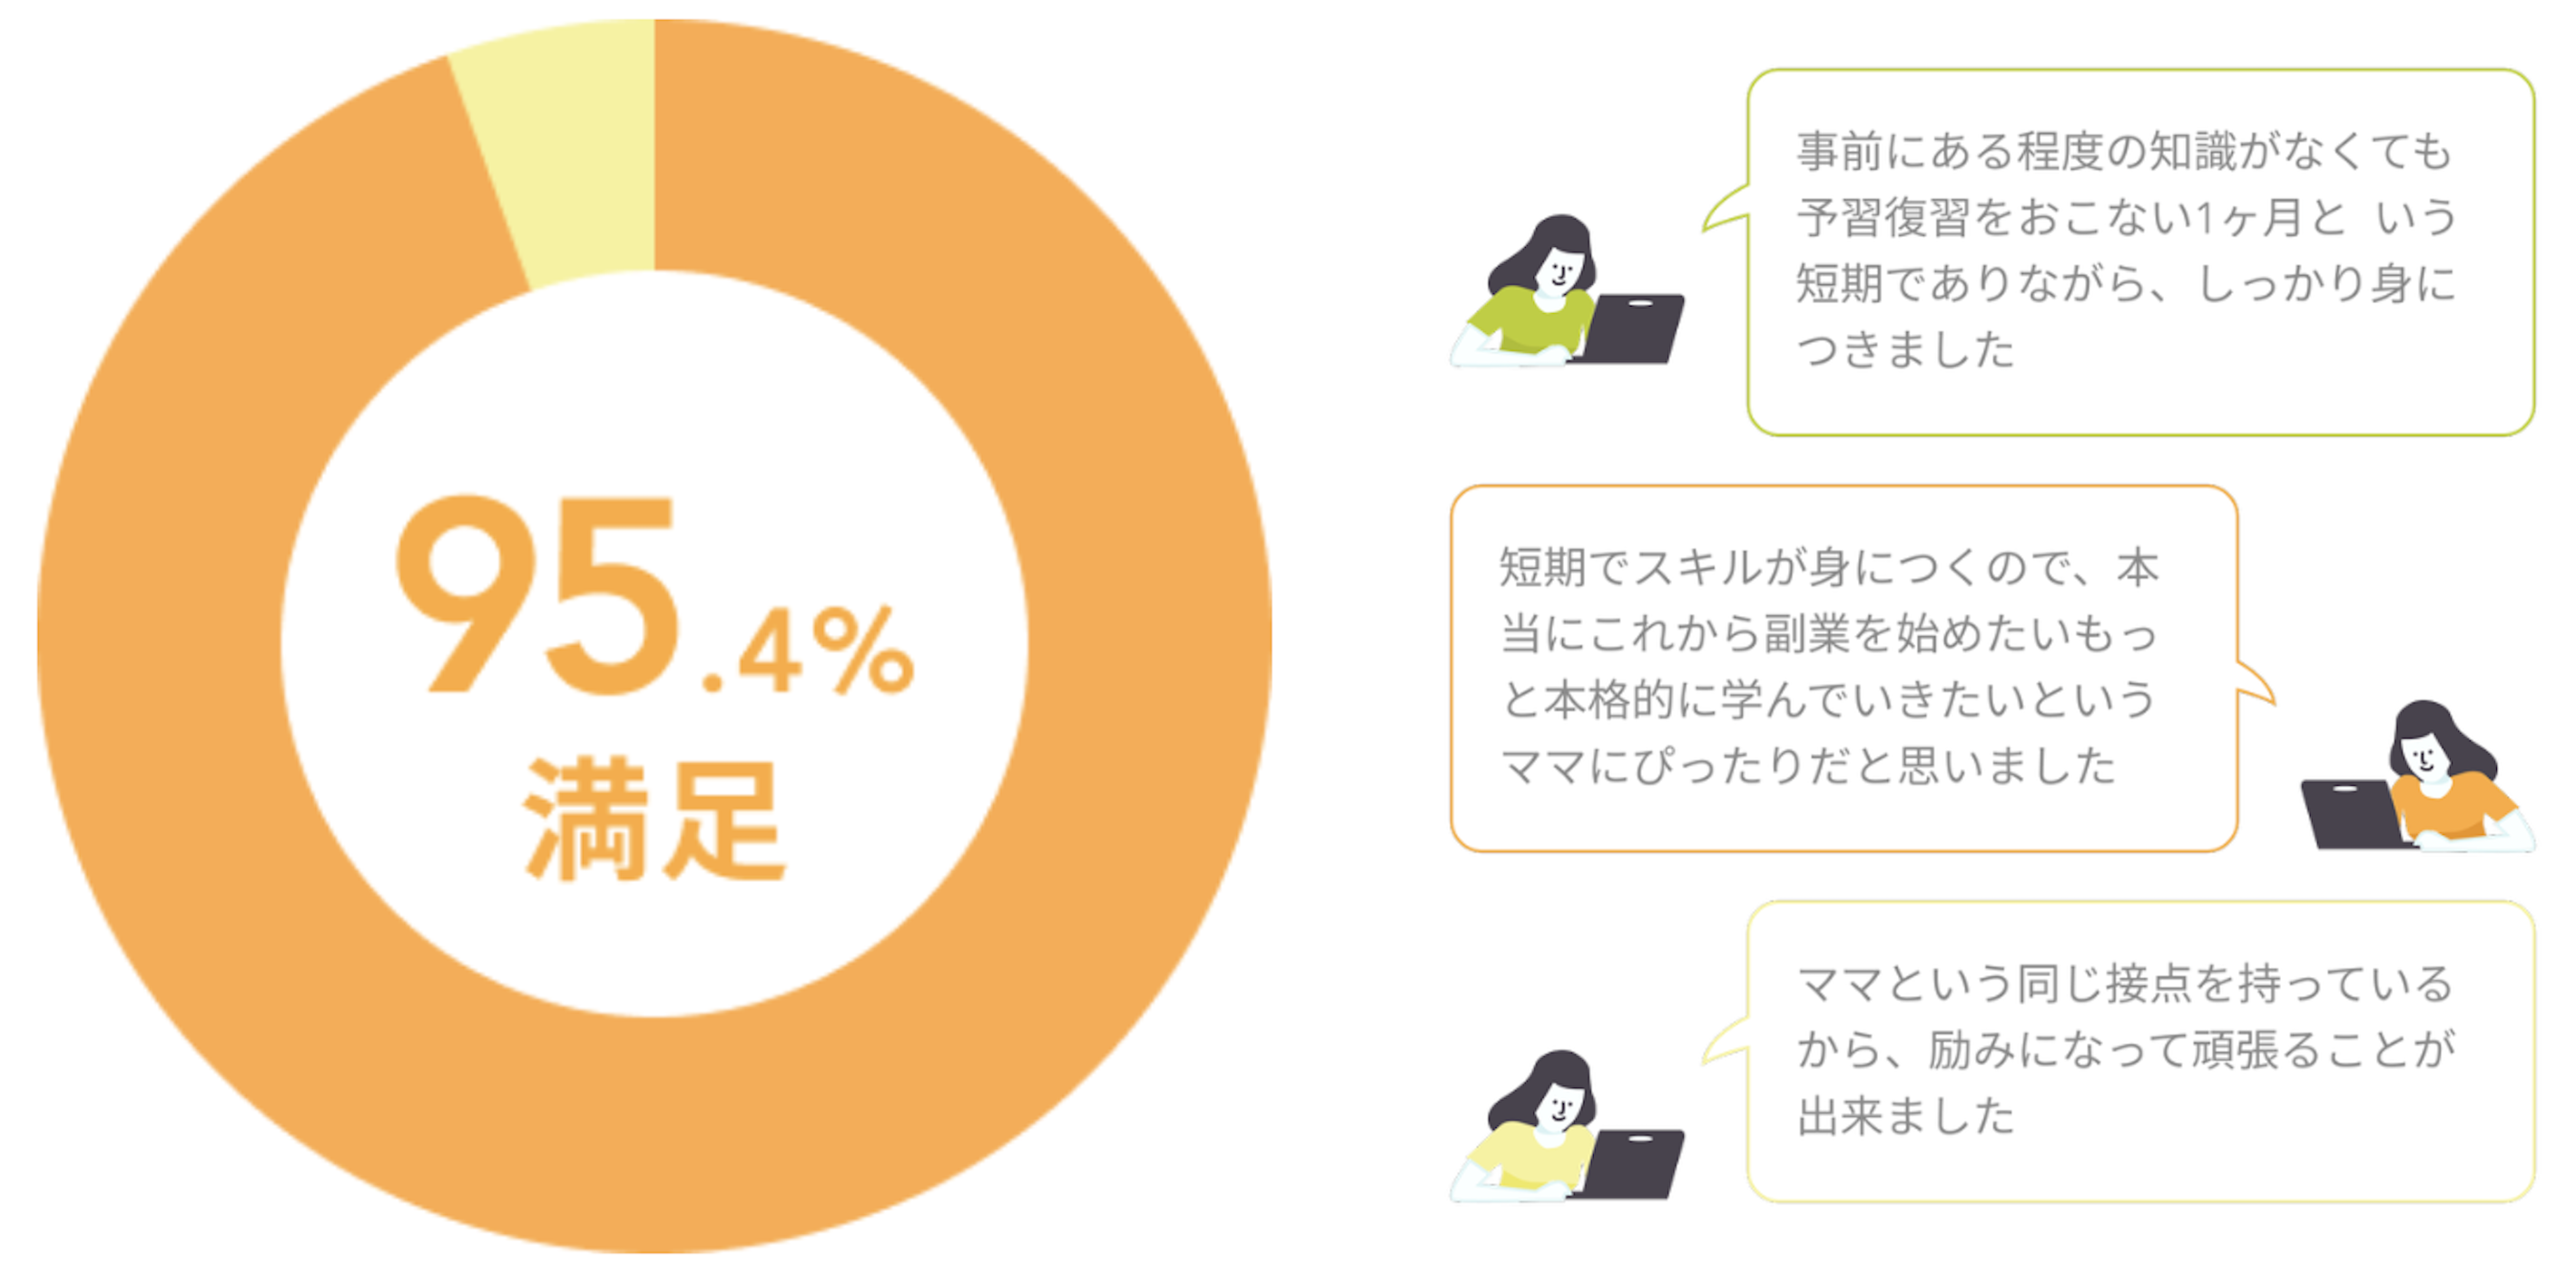 95.4%
満足
事前にある程度の知識がなくても
予習復習をおこない1ヶ月と いう
短期でありながら、しっかり身に
つきました
短期でスキルが身につくので、本
当にこれから副業を始めたいもっ
と本格的に学んでいきたいという
ママにぴったりだと思いました
ママという同じ接点を持っている
から、励みになって頑張ることが
出来ました